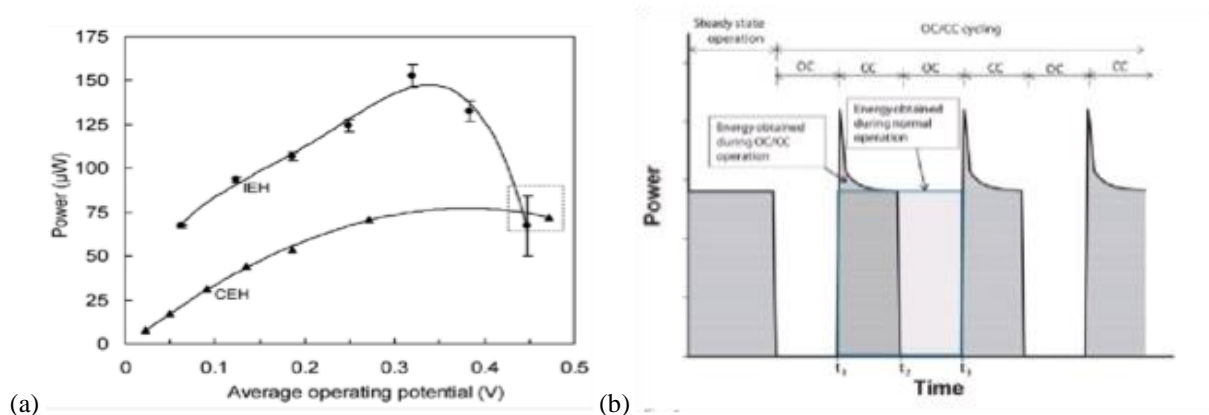 175
150
125
100
75
50
25
0
Power (µW)
IEH
CEH
0
0.1
0.2
0.3
0.4
0.5
Average operating potential (V)
(a)
Steady state
operation
OC/CC cycling
OC
CC
OC
CC
OC
CC
Energy obtained
during OC/CC
operation
Energy obtained
during normal
operation
Power
t1
t2
t3
Time
(b)